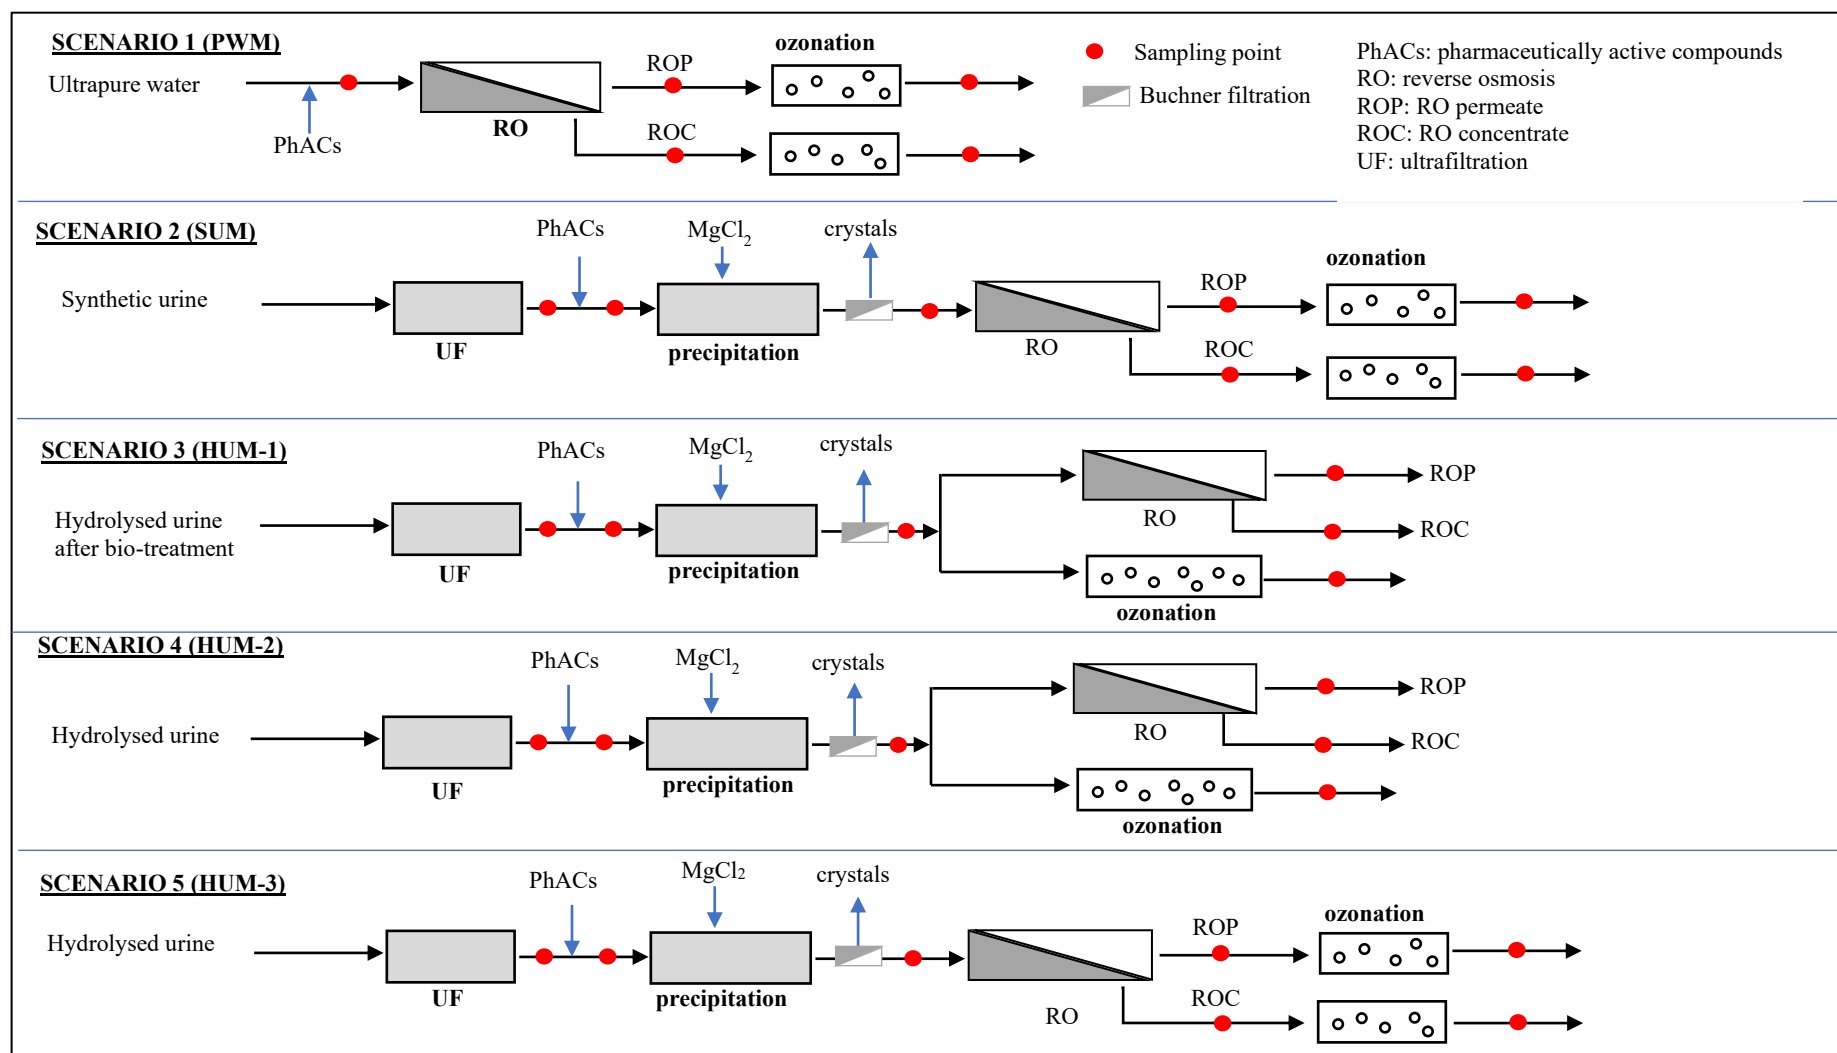 SCENARIO 1 (PWM)
Ultrapure water
PhACs
RO
ROP
ROC
ozonation
Sampling point
Buchner filtration
PhACs: pharmaceutically active compounds
RO: reverse osmosis
ROP: RO permeate
ROC: RO concentrate
UF: ultrafiltration
SCENARIO 2 (SUM)
Synthetic urine
UF
PhACs
MgCl₂
precipitation
crystals
RO
ROP
ROC
ozonation
SCENARIO 3 (HUM-1)
Hydrolysed urine
after bio-treatment
UF
PhACs
MgCl₂
precipitation
crystals
RO
ROP
ROC
ozonation
SCENARIO 4 (HUM-2)
Hydrolysed urine
UF
PhACs
MgCl₂
precipitation
crystals
RO
ROP
ROC
ozonation
SCENARIO 5 (HUM-3)
Hydrolysed urine
UF
PhACs
MgCl₂
precipitation
crystals
RO
ROP
ROC
ozonation